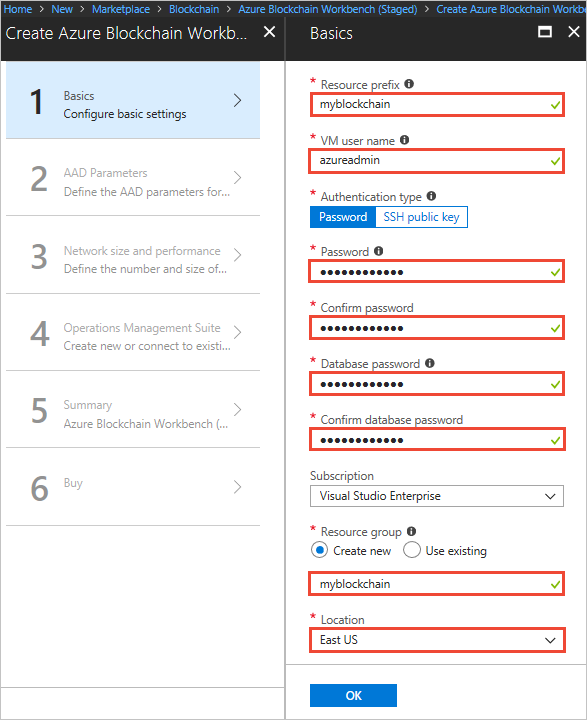 Home > New > Marketplace > Blockchain > Azure Blockchain Workbench (Staged) > Create Azure Blockchain Workb
Create Azure Blockchain Workb...
1
Basics
Configure basic settings
2
AAD Parameters
Define the AAD parameters for...
3
Network size and performance
Define the number and size of...
4
Operations Management Suite
Create new or connect to existi...
5
Summary
Azure Blockchain Workbench (...
6
Buy
Basics
* Resource prefix
myblockchain
* VM user name
azureadmin
* Authentication type
Password SSH public key
* Password
●●●●●●●●●●●●
* Confirm password
●●●●●●●●●●●●
* Database password
●●●●●●●●●●●●
* Confirm database password
●●●●●●●●●●●●
Subscription
Visual Studio Enterprise
* Resource group
Create new Use existing
myblockchain
* Location
East US
OK